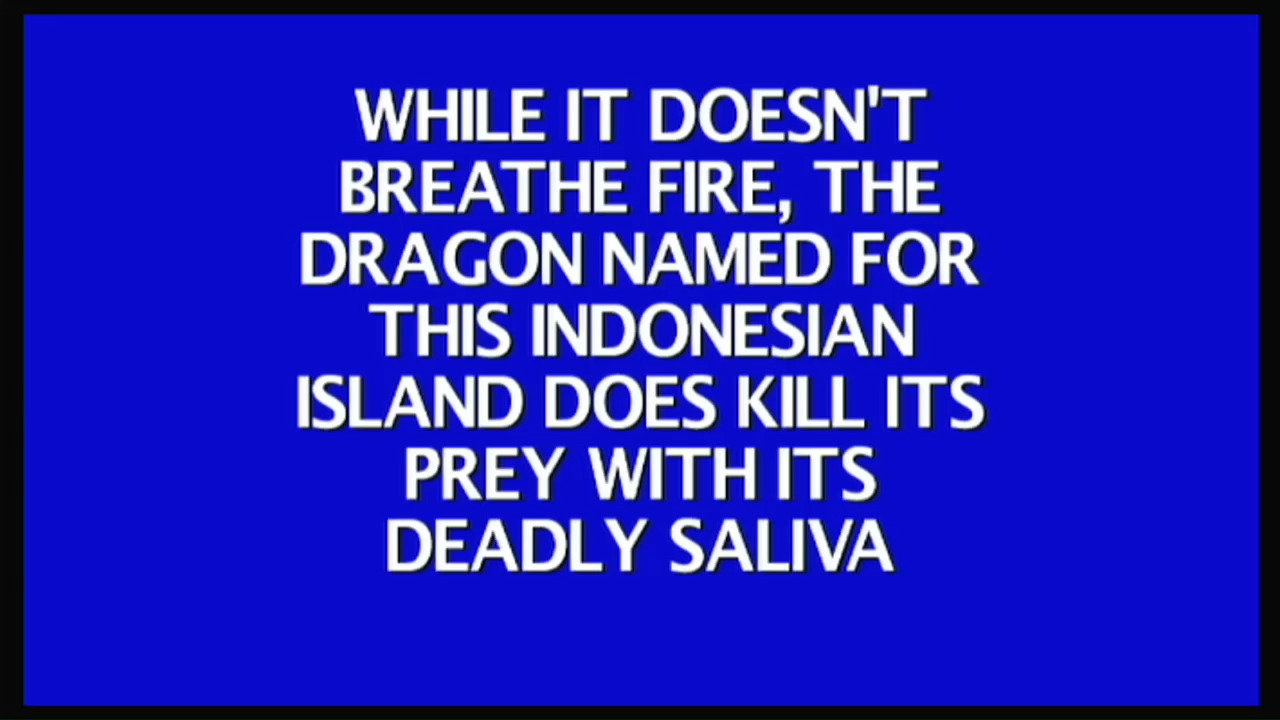 WHILE IT DOESN'T
BREATHE FIRE, THE
DRAGON NAMED FOR
THIS INDONESIAN
ISLAND DOES KILL ITS
PREY WITH ITS
DEADLY SALIVA